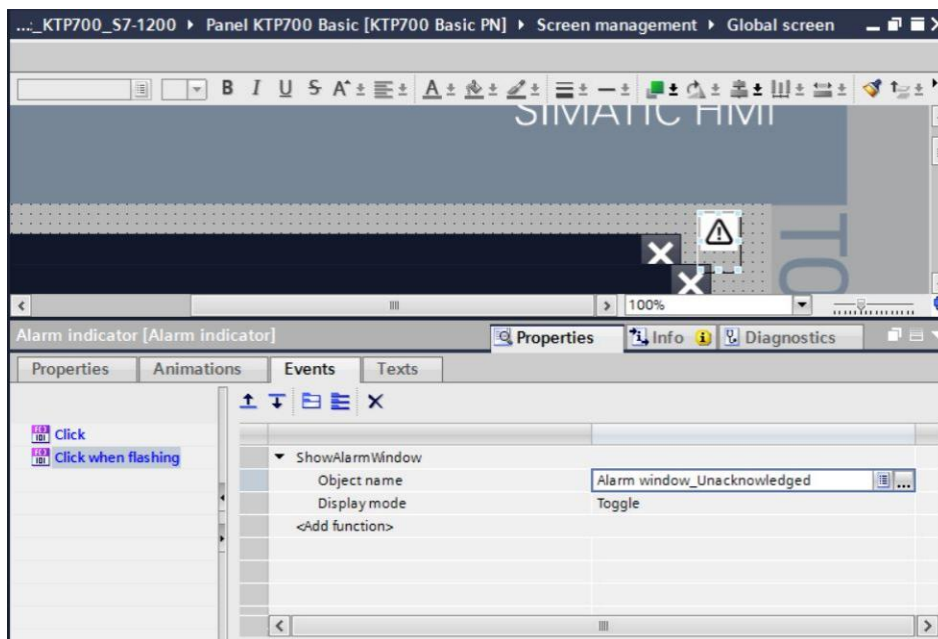 ..._KTP700_S7-1200 ▸ Panel KTP700 Basic [KTP700 Basic PN] ▸ Screen management ▸ Global screen
B I U S A
SIMATIC HMI
TO
100%
Alarm indicator [Alarm indicator]
Properties Info Diagnostics
Properties Animations Events Texts
Click
Click when flashing
ShowAlarmWindow
Object name Alarm window_Unacknowledged
Display mode Toggle
<Add function>